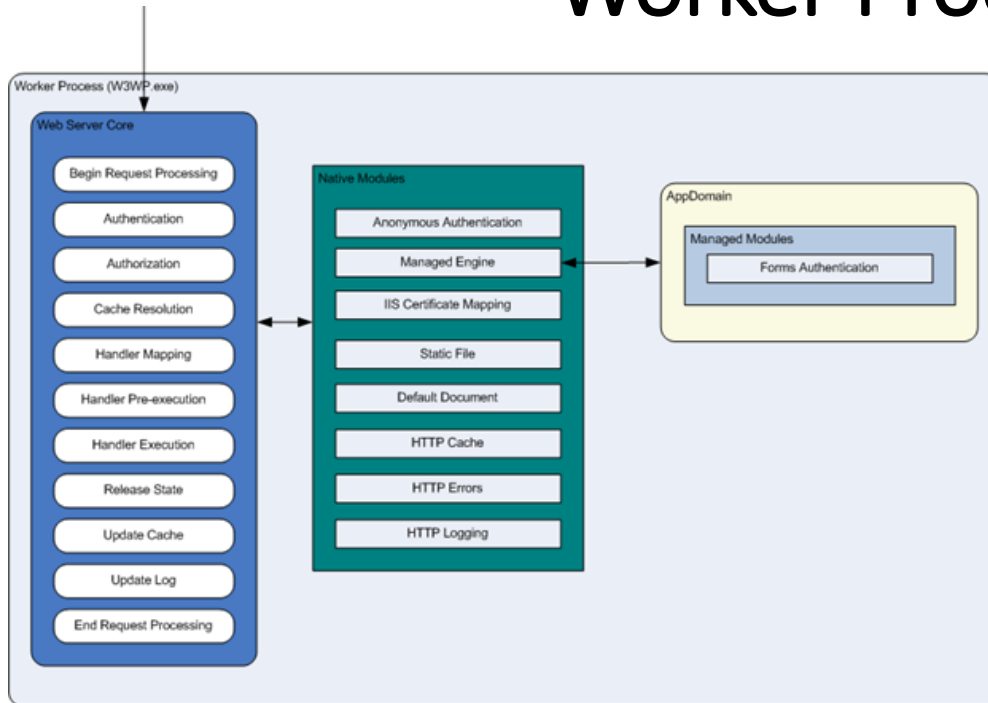 Worker Proc
Worker Process (W3WP.exe)
Web Server Core
Begin Request Processing
Authentication
Authorization
Cache Resolution
Handler Mapping
Handler Pre-execution
Handler Execution
Release State
Update Cache
Update Log
End Request Processing
Native Modules
Anonymous Authentication
Managed Engine
IIS Certificate Mapping
Static File
Default Document
HTTP Cache
HTTP Errors
HTTP Logging
AppDomain
Managed Modules
Forms Authentication